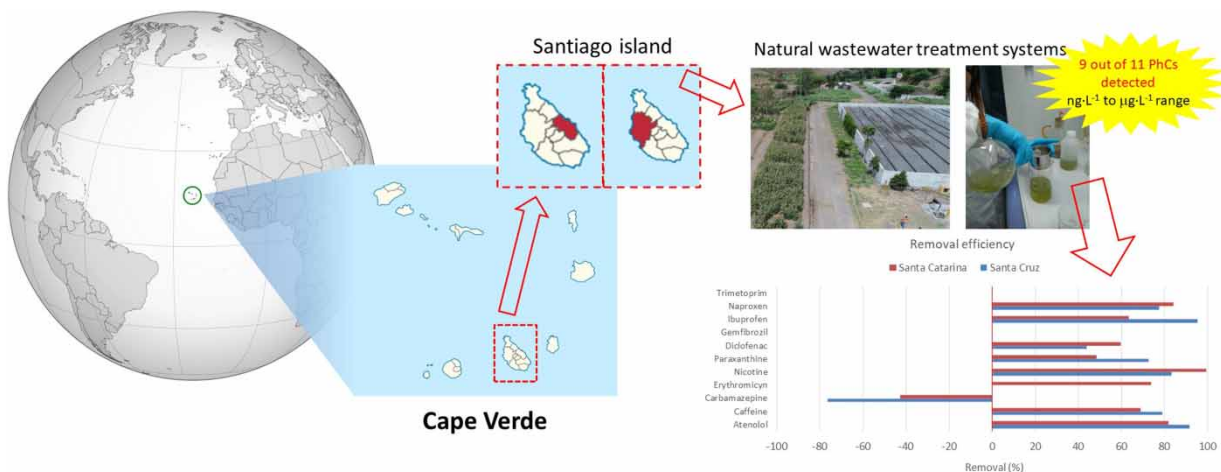 Santiago island
Natural wastewater treatment systems
9 out of 11 PhCs
detected
ng·L⁻¹ to µg·L⁻¹ range
Cape Verde
Removal efficiency
Santa Catarina
Santa Cruz
Trimetoprim
Naproxen
Ibuprofen
Gemfibrozil
Diclofenac
Paraxanthine
Nicotine
Erythromicyn
Carbamazepine
Caffeine
Atenolol
-100 -80 -60 -40 -20 0 20 40 60 80 100
Removal (%)